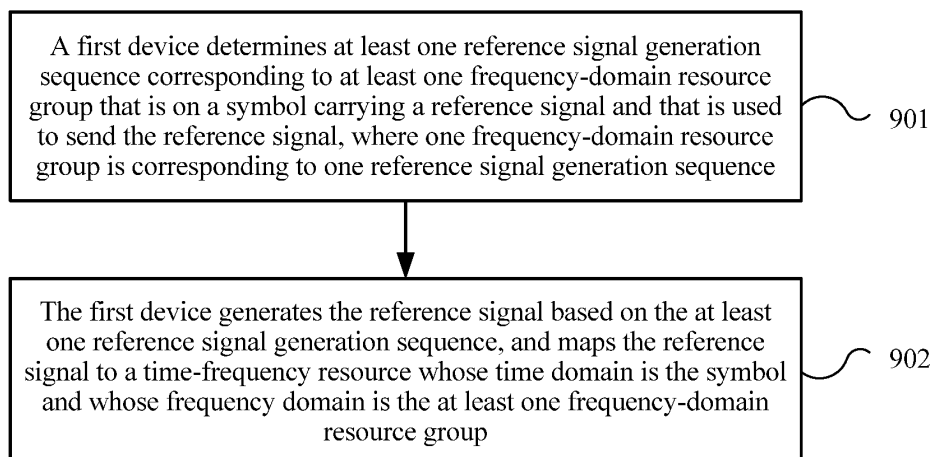 A first device determines at least one reference signal generation
sequence corresponding to at least one frequency-domain resource
group that is on a symbol carrying a reference signal and that is used
to send the reference signal, where one frequency-domain resource
group is corresponding to one reference signal generation sequence
901
The first device generates the reference signal based on the at least
one reference signal generation sequence, and maps the reference
signal to a time-frequency resource whose time domain is the symbol
and whose frequency domain is the at least one frequency-domain
resource group
902